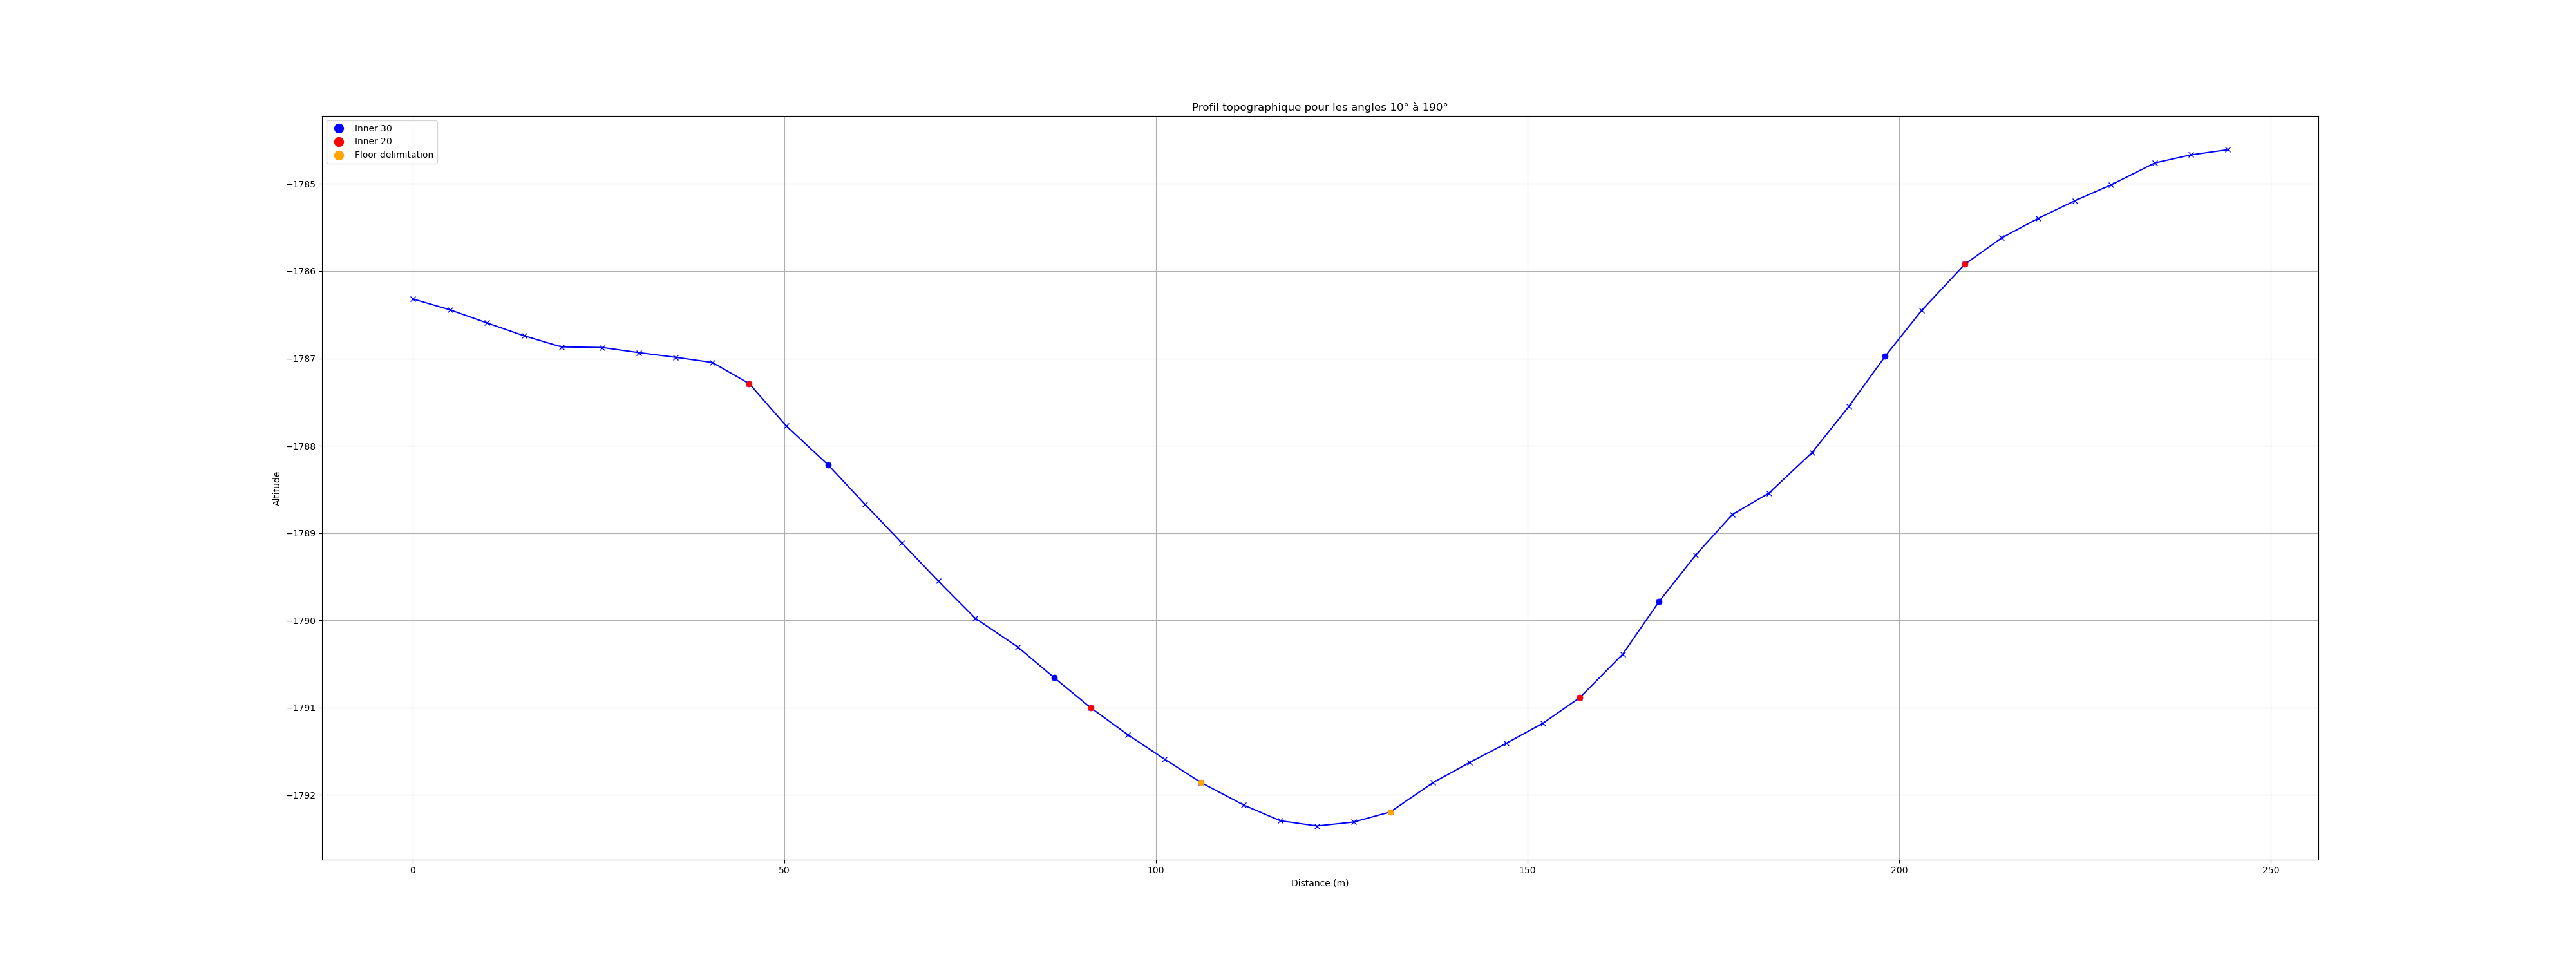 Profil topographique pour les angles 10° à 190°
Inner 30
Inner 20
Floor delimitation
−1785
−1786
−1787
−1788
−1789
−1790
−1791
−1792
Altitude
0 50 100 150 200 250
Distance (m)